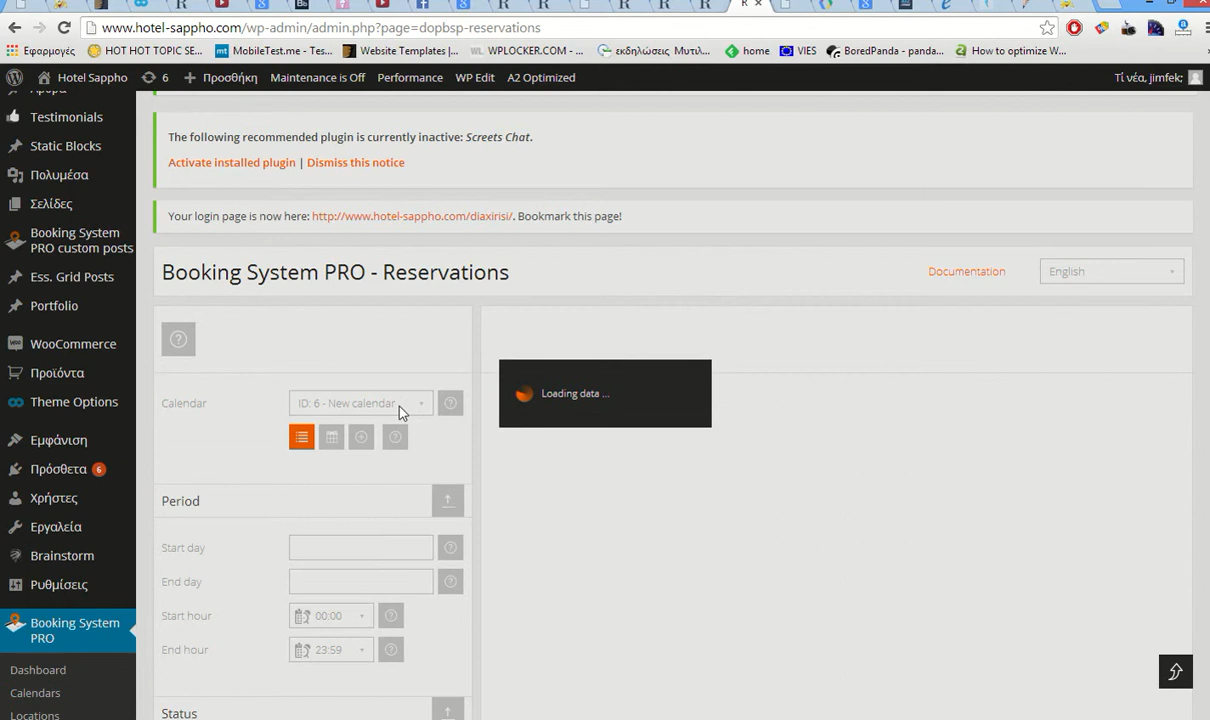 www.hotel-sappho.com/wp-admin/admin.php?page=dopbsp-reservations
Εφαρμογές HOT HOT TOPIC SE... MobileTest.me - Tes... Website Templates |... WPLOCKER.COM - ... εκδηλώσεις Μυτιλ... home VIES BoredPanda - panda... How to optimize W...
Hotel Sappho 6 Προσθήκη Maintenance is Off Performance WP Edit A2 Optimized Τί νέα, jimfek;
Testimonials
Static Blocks
Πολυμέσα
Σελίδες
Booking System
PRO custom posts
Ess. Grid Posts
Portfolio
WooCommerce
Προϊόντα
Theme Options
Εμφάνιση
Πρόσθετα 6
Χρήστες
Εργαλεία
Brainstorm
Ρυθμίσεις
Booking System
PRO
Dashboard
Calendars
Locations
The following recommended plugin is currently inactive: Screets Chat.
Activate installed plugin | Dismiss this notice
Your login page is now here: http://www.hotel-sappho.com/diaxirisi/. Bookmark this page!
Booking System PRO - Reservations Documentation English
Calendar ID: 6 - New calendar
Loading data ...
Period
Start day
End day
Start hour 00:00
End hour 23:59
Status